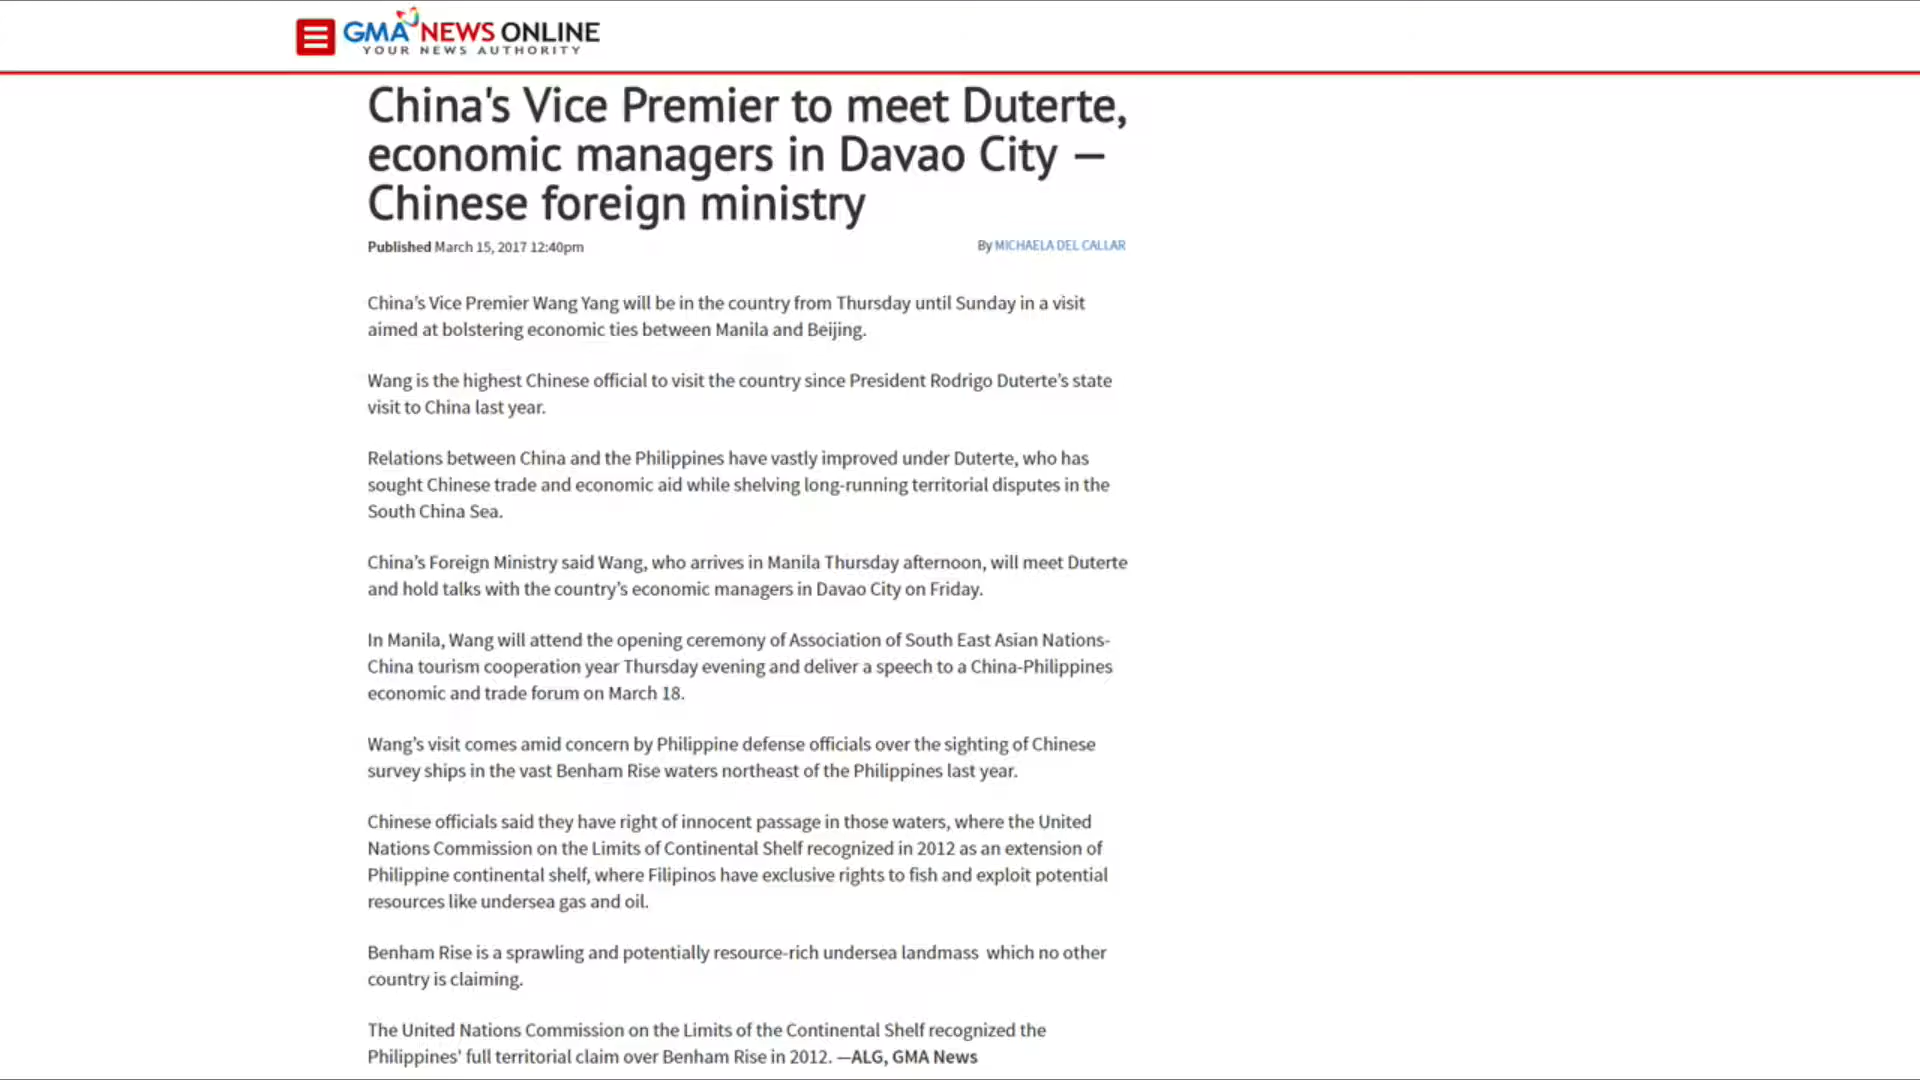 GMA NEWS ONLINE
YOUR NEWS AUTHORITY
China's Vice Premier to meet Duterte,
economic managers in Davao City —
Chinese foreign ministry
Published March 15, 2017 12:40pm
By MICHAELA DEL CALLAR
China’s Vice Premier Wang Yang will be in the country from Thursday until Sunday in a visit
aimed at bolstering economic ties between Manila and Beijing.
Wang is the highest Chinese official to visit the country since President Rodrigo Duterte’s state
visit to China last year.
Relations between China and the Philippines have vastly improved under Duterte, who has
sought Chinese trade and economic aid while shelving long-running territorial disputes in the
South China Sea.
China’s Foreign Ministry said Wang, who arrives in Manila Thursday afternoon, will meet Duterte
and hold talks with the country’s economic managers in Davao City on Friday.
In Manila, Wang will attend the opening ceremony of Association of South East Asian Nations-
China tourism cooperation year Thursday evening and deliver a speech to a China-Philippines
economic and trade forum on March 18.
Wang’s visit comes amid concern by Philippine defense officials over the sighting of Chinese
survey ships in the vast Benham Rise waters northeast of the Philippines last year.
Chinese officials said they have right of innocent passage in those waters, where the United
Nations Commission on the Limits of Continental Shelf recognized in 2012 as an extension of
Philippine continental shelf, where Filipinos have exclusive rights to fish and exploit potential
resources like undersea gas and oil.
Benham Rise is a sprawling and potentially resource-rich undersea landmass which no other
country is claiming.
The United Nations Commission on the Limits of the Continental Shelf recognized the
Philippines' full territorial claim over Benham Rise in 2012. —ALG, GMA News